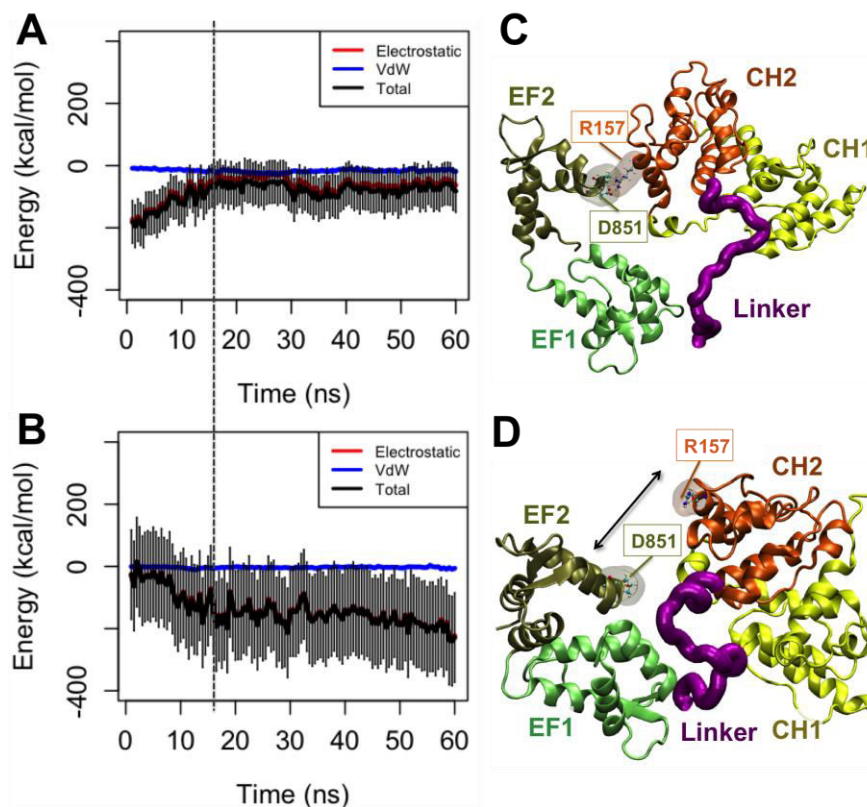 A
Energy (kcal/mol)
200
0
-400
Electrostatic
VdW
Total
0 10 20 30 40 50 60
Time (ns)
B
Energy (kcal/mol)
200
0
-400
Electrostatic
VdW
Total
0 10 20 30 40 50 60
Time (ns)
C
EF2
R157
CH2
CH1
D851
EF1
Linker
D
R157
CH2
EF2
D851
EF1
Linker
CH1